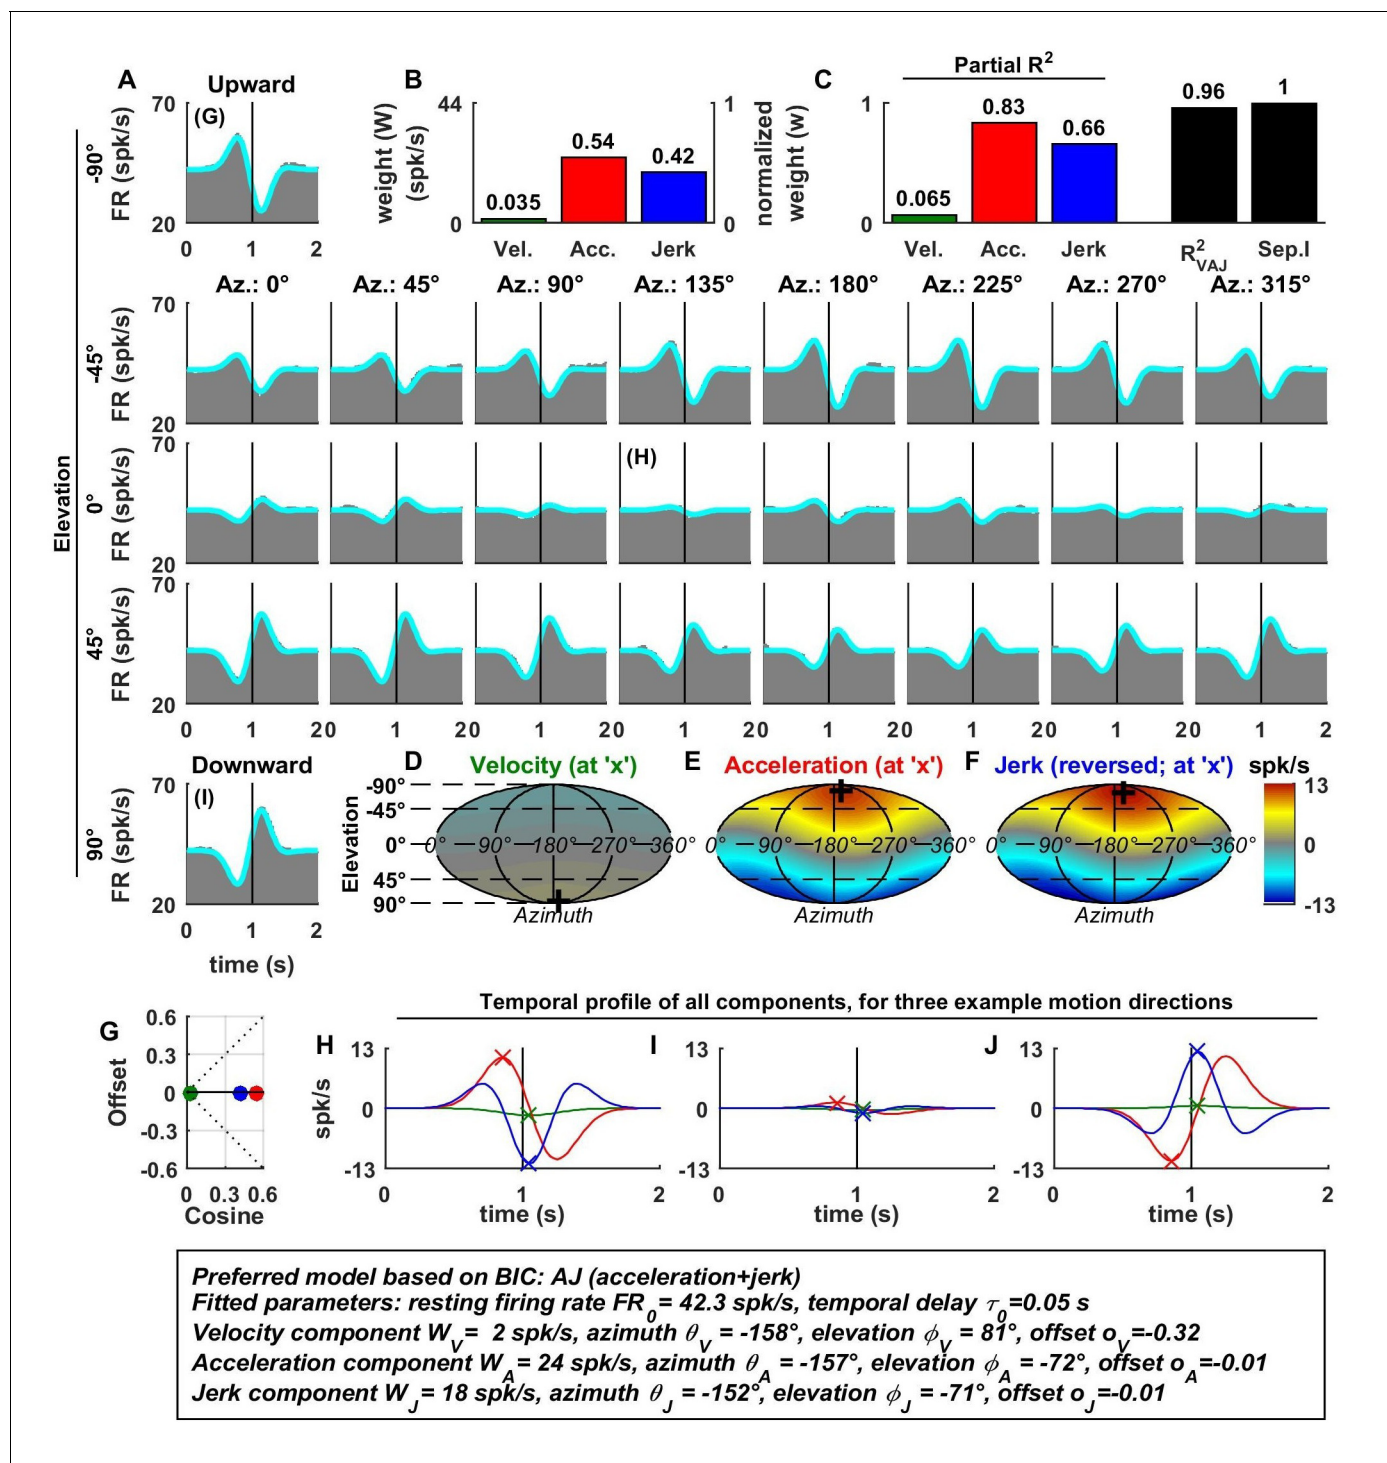 A
Upward
70
(G)
-90°
FR (spk/s)
20
0 1 2
B
weight (W)
(spk/s)
44
0
0.035
0.54
0.42
Vel. Acc. Jerk
1
0
normalized
weight (w)
C
Partial R2
1
0
0.065
0.83
0.66
0.96
1
Vel. Acc. Jerk R2VAJ Sep.I
Az.: 0° Az.: 45° Az.: 90° Az.: 135° Az.: 180° Az.: 225° Az.: 270° Az.: 315°
Elevation
-45°
FR (spk/s)
70
20
0°
FR (spk/s)
70
20
(H)
45°
FR (spk/s)
70
20
0 1 20 1 20 1 20 1 20 1 20 1 20 1 20 1 2
Downward
70
(I)
90°
FR (spk/s)
20
0 1 2
time (s)
D
Velocity (at 'x')
E
Acceleration (at 'x')
F
Jerk (reversed; at 'x')
spk/s
Elevation
-90°
-45°
0°
45°
90°
0° 90° 180° 270° 360°
0° 90° 180° 270° 360°
0° 90° 180° 270° 360°
Azimuth
Azimuth
Azimuth
13
0
-13
Temporal profile of all components, for three example motion directions
G
Offset
0.6
0.3
0
-0.3
-0.6
0 0.3 0.6
Cosine
H
spk/s
13
0
-13
0 1 2
time (s)
I
13
0
-13
0 1 2
time (s)
J
13
0
-13
0 1 2
time (s)
Preferred model based on BIC: AJ (acceleration+jerk)
Fitted parameters: resting firing rate FR0= 42.3 spk/s, temporal delay τ0=0.05 s
Velocity component WV= 2 spk/s, azimuth θV = -158°, elevation ϕV = 81°, offset oV=-0.32
Acceleration component WA= 24 spk/s, azimuth θA = -157°, elevation ϕA = -72°, offset oA=-0.01
Jerk component WJ= 18 spk/s, azimuth θJ = -152°, elevation ϕJ = -71°, offset oJ=-0.01